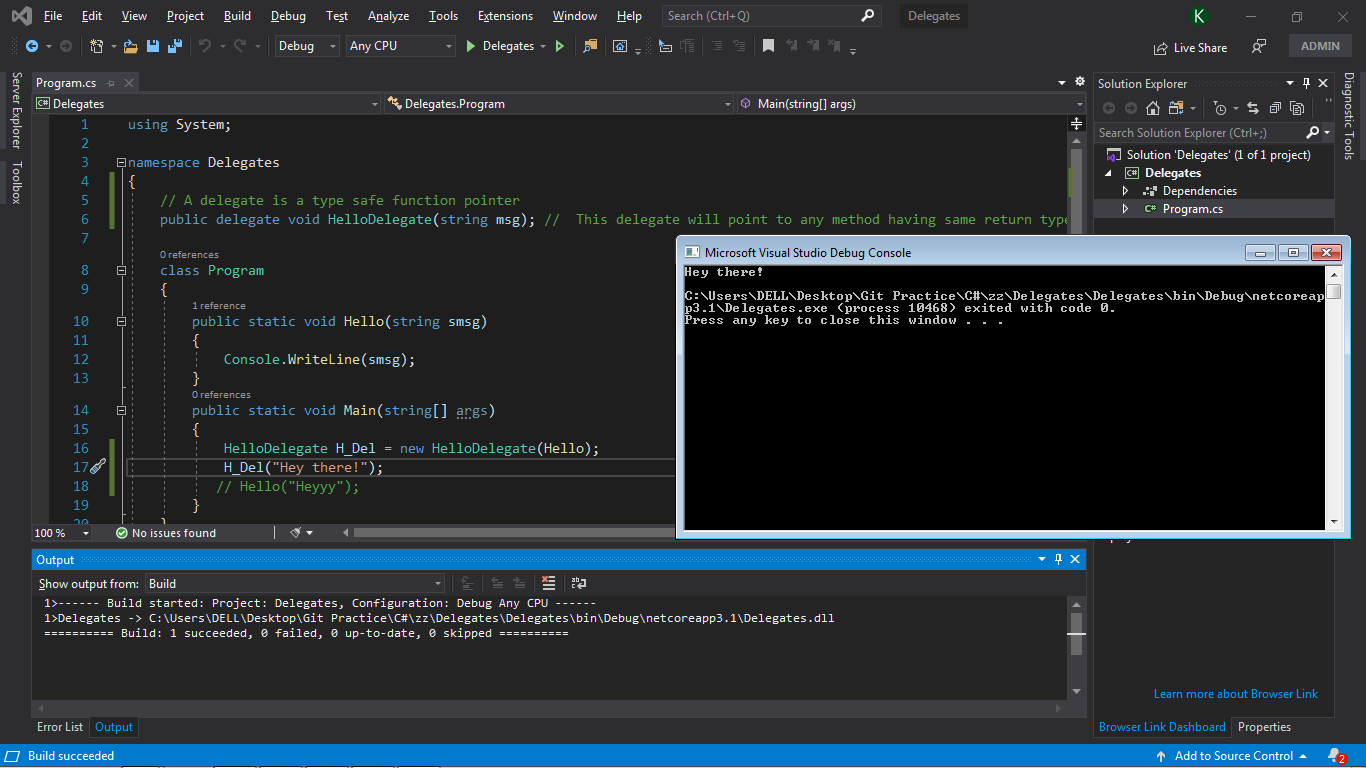 File Edit View Project Build Debug Test Analyze Tools Extensions Window Help Search (Ctrl+Q) Delegates K
Debug Any CPU Delegates Live Share ADMIN
Server Explorer
Toolbox
Program.cs
Delegates Delegates.Program Main(string[] args)
1 using System;
2
3 namespace Delegates
4 {
5 // A delegate is a type safe function pointer
6 public delegate void HelloDelegate(string msg); // This delegate will point to any method having same return type
7
0 references
8 class Program
9 {
1 reference
10 public static void Hello(string smsg)
11 {
12 Console.WriteLine(smsg);
13 }
0 references
14 public static void Main(string[] args)
15 {
16 HelloDelegate H_Del = new HelloDelegate(Hello);
17 H_Del("Hey there!");
18 // Hello("Heyyy");
19 }
20 }
100 % No issues found
Microsoft Visual Studio Debug Console
Hey there!
C:\Users\DELL\Desktop\Git Practice\C#\zz\Delegates\Delegates\bin\Debug\netcoreap
p3.1\Delegates.exe (process 10468) exited with code 0.
Press any key to close this window . . .
Solution Explorer
Search Solution Explorer (Ctrl+;)
Solution 'Delegates' (1 of 1 project)
C# Delegates
Dependencies
C# Program.cs
Diagnostic Tools
Output
Show output from: Build
1>------ Build started: Project: Delegates, Configuration: Debug Any CPU ------
1>Delegates -> C:\Users\DELL\Desktop\Git Practice\C#\zz\Delegates\Delegates\bin\Debug\netcoreapp3.1\Delegates.dll
========== Build: 1 succeeded, 0 failed, 0 up-to-date, 0 skipped ==========
Learn more about Browser Link
Error List Output
Browser Link Dashboard Properties
Build succeeded Add to Source Control 2